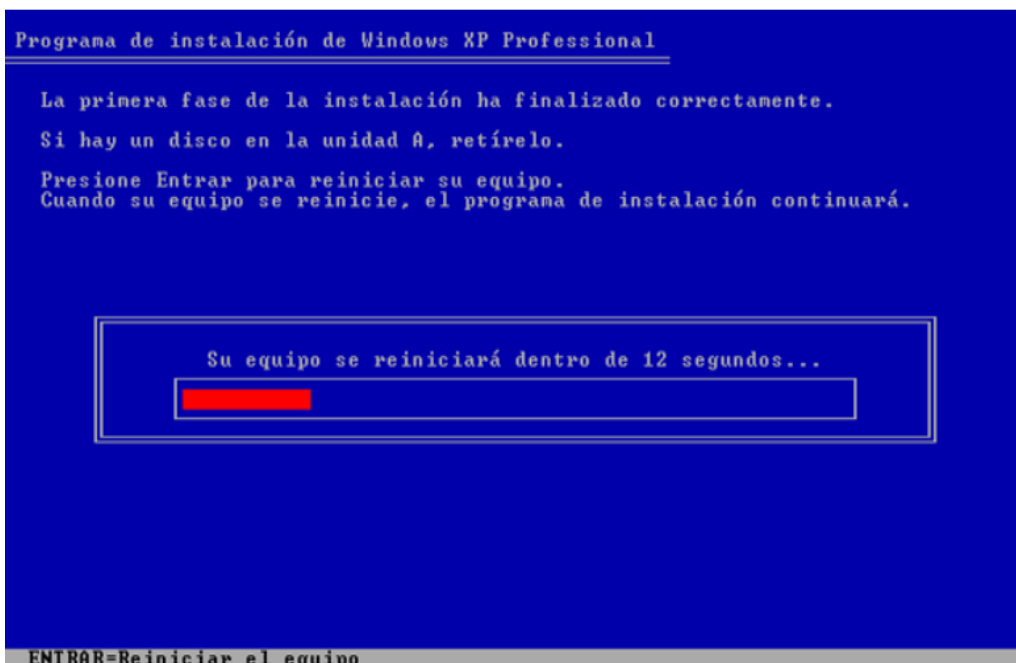 Programa de instalación de Windows XP Professional
La primera fase de la instalación ha finalizado correctamente.
Si hay un disco en la unidad A, retírelo.
Presione Entrar para reiniciar su equipo.
Cuando su equipo se reinicie, el programa de instalación continuará.
Su equipo se reiniciará dentro de 12 segundos...
ENTRAR=Reiniciar el equipo